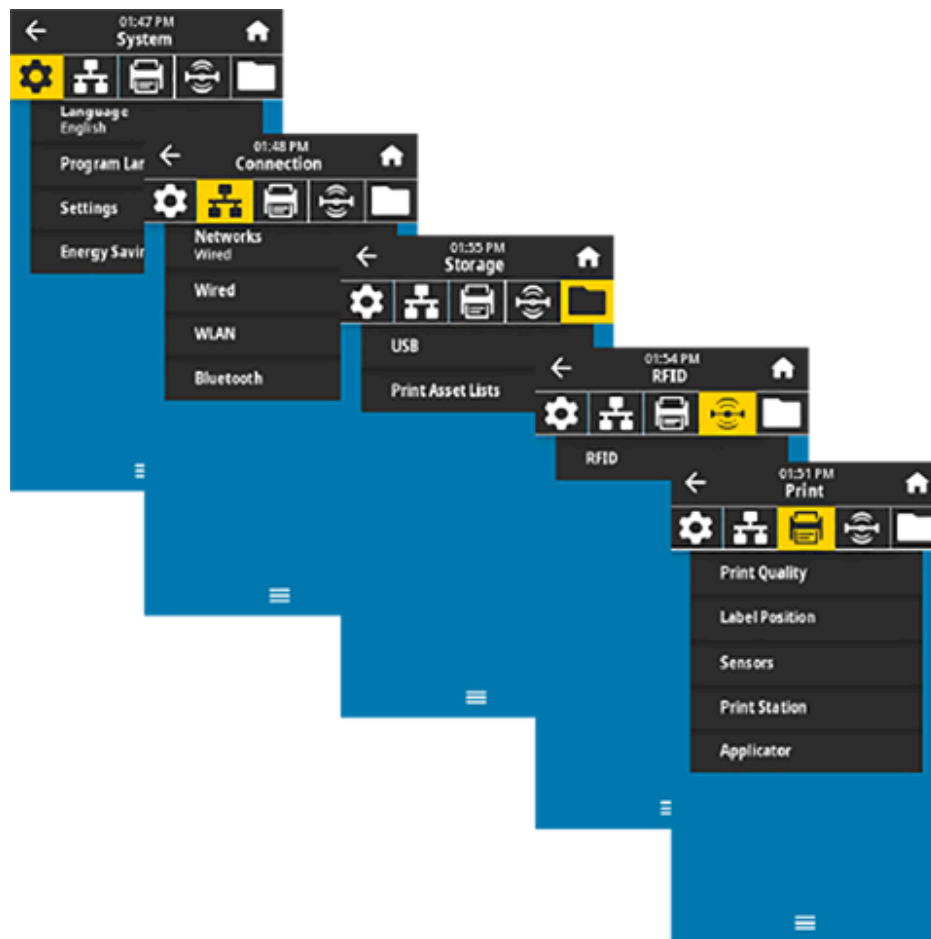 01:47 PM
System
Language
English
Program Lar
Settings
Energy Savin
01:48 PM
Connection
Networks
Wired
Wired
WLAN
Bluetooth
01:55 PM
Storage
USB
Print Asset Lists
01:54 PM
RFID
RFID
01:51 PM
Print
Print Quality
Label Position
Sensors
Print Station
Applicator